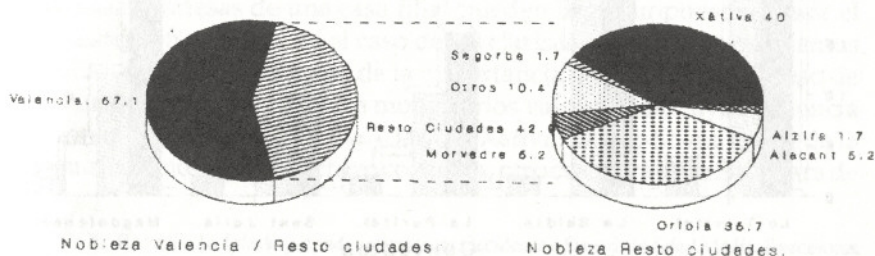 Xàtiva 40
Segorbe 1.7
Otros 10.4
Valencia. 57.1
Resto Ciudades 42.9
Morvedre 5.2
Alzira 1.7
Alacant 5.2
Oriola 35.7
Nobleza Valencia / Resto ciudades.
Nobleza Resto ciudades.